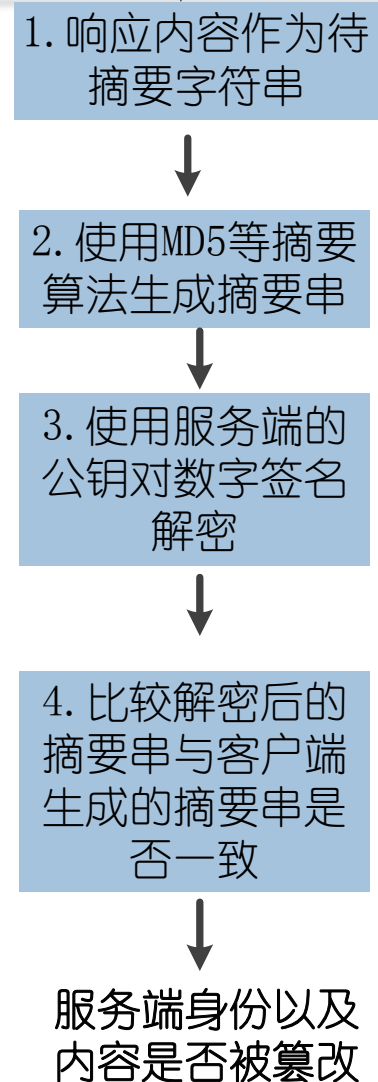 1.响应内容作为待
摘要字符串
2.使用MD5等摘要
算法生成摘要串
3.使用服务端的
公钥对数字签名
解密
4.比较解密后的
摘要串与客户端
生成的摘要串是
否一致
服务端身份以及
内容是否被篡改